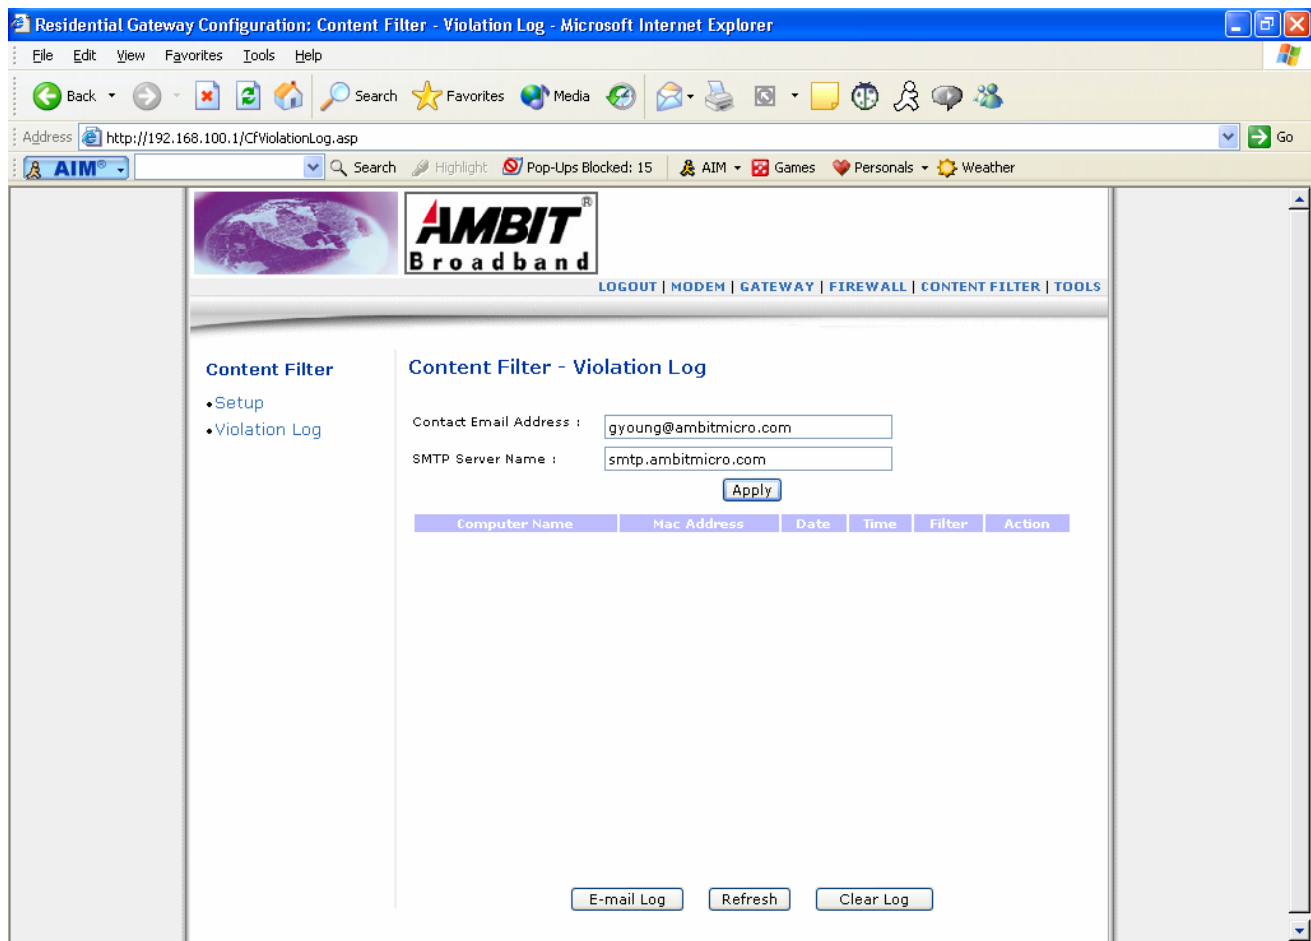 Residential Gateway Configuration: Content Filter - Violation Log - Microsoft Internet Explorer
File Edit View Favorites Tools Help
Back Search Favorites Media
Address http://192.168.100.1/CfViolationLog.asp Go
AIM® Search Highlight Pop-Ups Blocked: 15 AIM Games Personals Weather
AMBIT®
Broadband
LOGOUT | MODEM | GATEWAY | FIREWALL | CONTENT FILTER | TOOLS
Content Filter
•Setup
•Violation Log
Content Filter - Violation Log
Contact Email Address : gyoung@ambitmicro.com
SMTP Server Name : smtp.ambitmicro.com
Apply
Computer Name Mac Address Date Time Filter Action
E-mail Log Refresh Clear Log